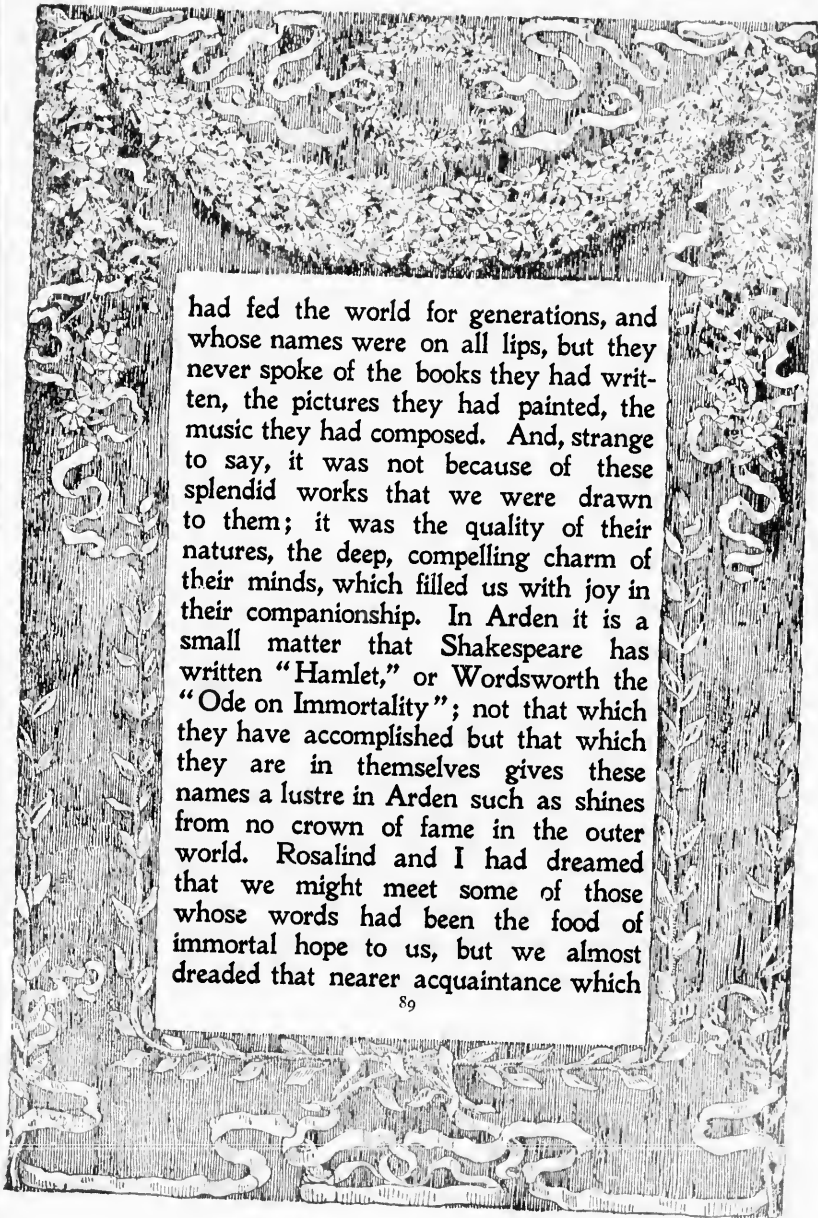 had fed the world for generations, and
whose names were on all lips, but they
never spoke of the books they had writ-
ten, the pictures they had painted, the
music they had composed. And, strange
to say, it was not because of these
splendid works that we were drawn
to them; it was the quality of their
natures, the deep, compelling charm of
their minds, which filled us with joy in
their companionship. In Arden it is a
small matter that Shakespeare has
written “Hamlet,” or Wordsworth the
“Ode on Immortality”; not that which
they have accomplished but that which
they are in themselves gives these
names a lustre in Arden such as shines
from no crown of fame in the outer
world. Rosalind and I had dreamed
that we might meet some of those
whose words had been the food of
immortal hope to us, but we almost
dreaded that nearer acquaintance which
89